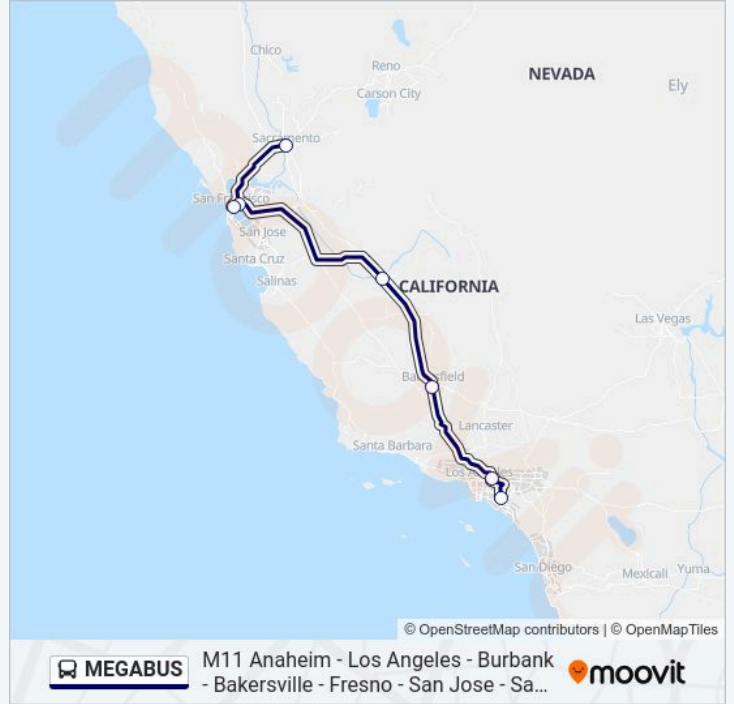 Chico
Reno
Carson City
NEVADA
Ely
Sacramento
San Francisco
San Jose
Santa Cruz
Salinas
CALIFORNIA
Las Vegas
Bakersfield
Lancaster
Santa Barbara
Los Angeles
San Diego
Mexicali
Yuma
© OpenStreetMap contributors | © OpenMapTiles
MEGABUS
M11 Anaheim - Los Angeles - Burbank
- Bakersville - Fresno - San Jose - Sa...
moovit